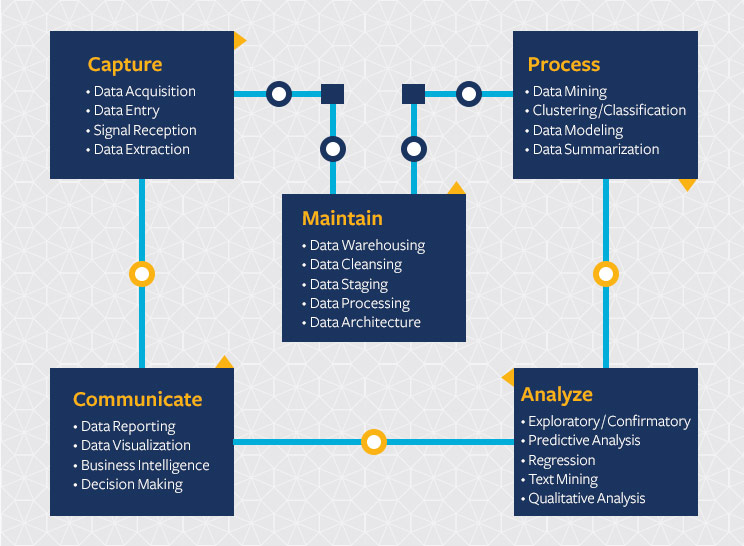 Capture
• Data Acquisition
• Data Entry
• Signal Reception
• Data Extraction
Process
• Data Mining
• Clustering/Classification
• Data Modeling
• Data Summarization
Maintain
• Data Warehousing
• Data Cleansing
• Data Staging
• Data Processing
• Data Architecture
Communicate
• Data Reporting
• Data Visualization
• Business Intelligence
• Decision Making
Analyze
• Exploratory/Confirmatory
• Predictive Analysis
• Regression
• Text Mining
• Qualitative Analysis